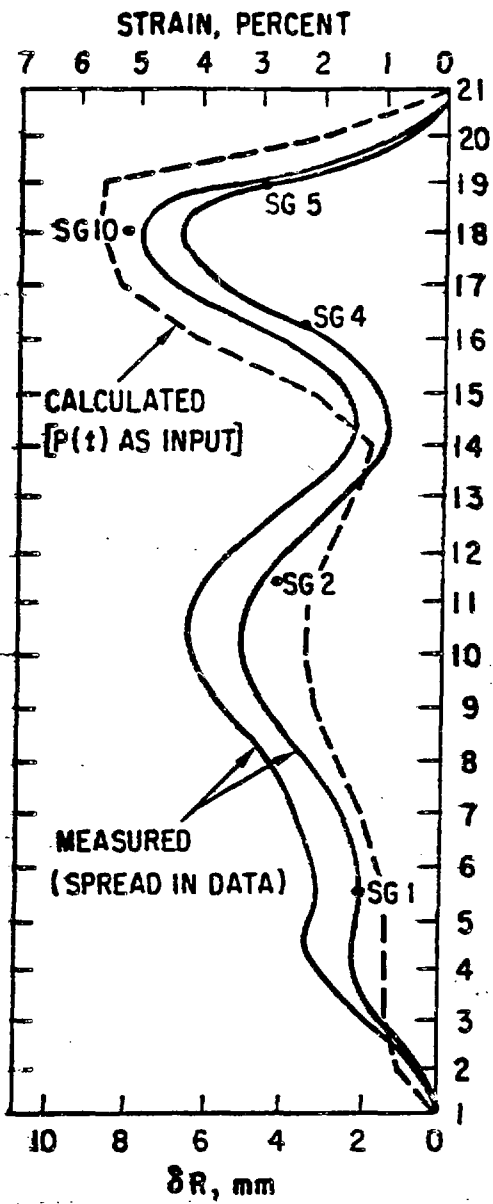 STRAIN, PERCENT
7 6 5 4 3 2 1 0
21
20
19
SG 5
SG10
18
17
SG 4
16
CALCULATED
[P(t) AS INPUT]
15
14
13
12
SG 2
11
10
9
8
7
MEASURED
(SPREAD IN DATA)
6
SG 1
5
4
3
2
1
10 8 6 4 2 0
δR, mm